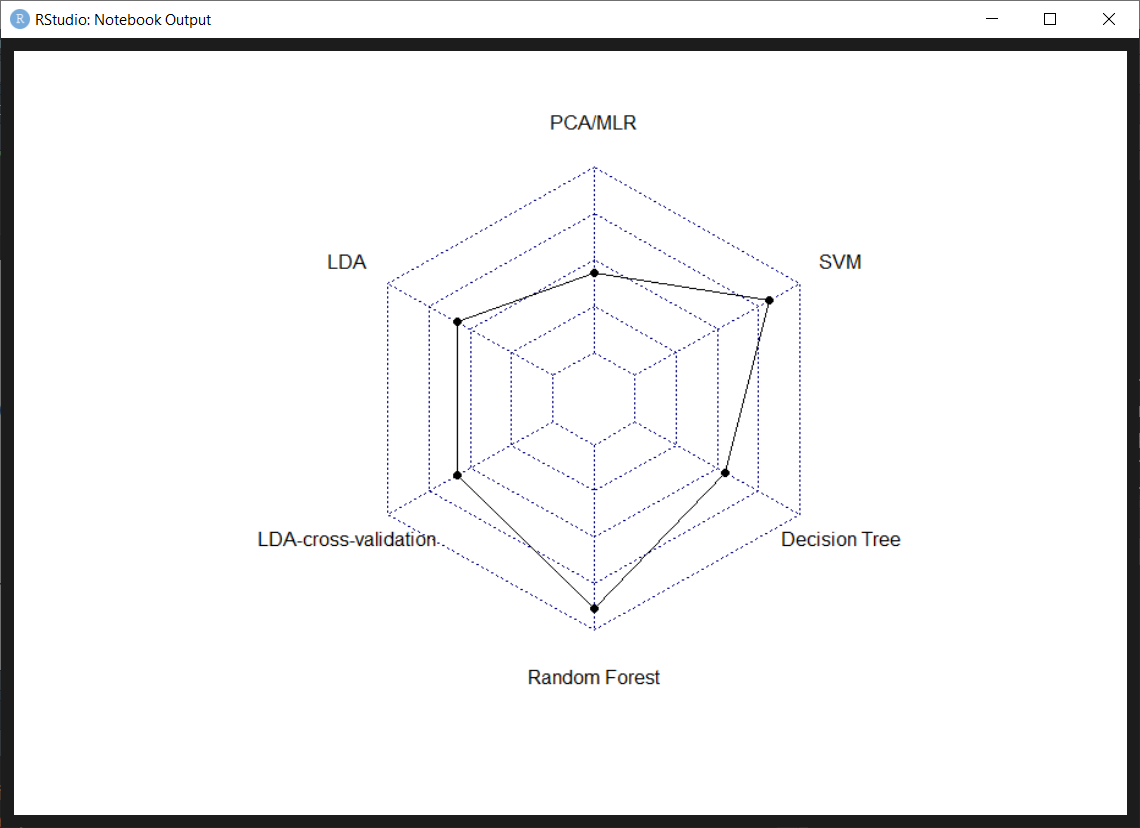 R RStudio: Notebook Output
PCA/MLR
LDA
SVM
LDA-cross-validation
Decision Tree
Random Forest